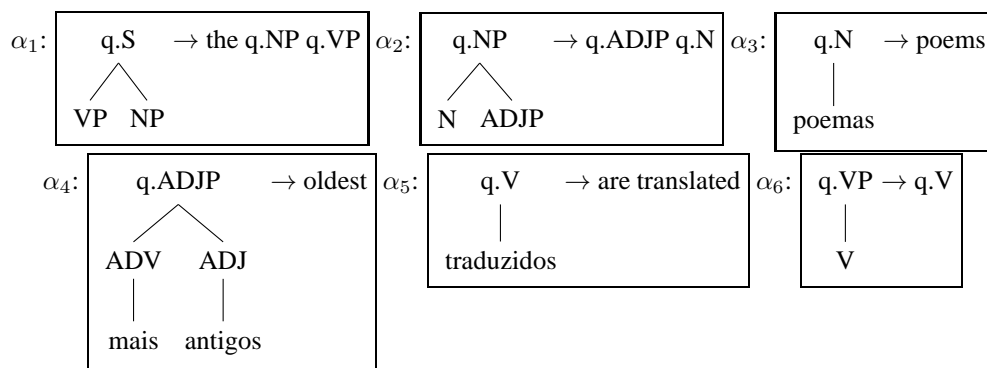 α1: q.S → the q.NP q.VP α2: q.NP → q.ADJP q.N α3: q.N → poems
VP NP N ADJP poemas
α4: q.ADJP → oldest α5: q.V → are translated α6: q.VP → q.V
ADV ADJ traduzidos V
mais antigos